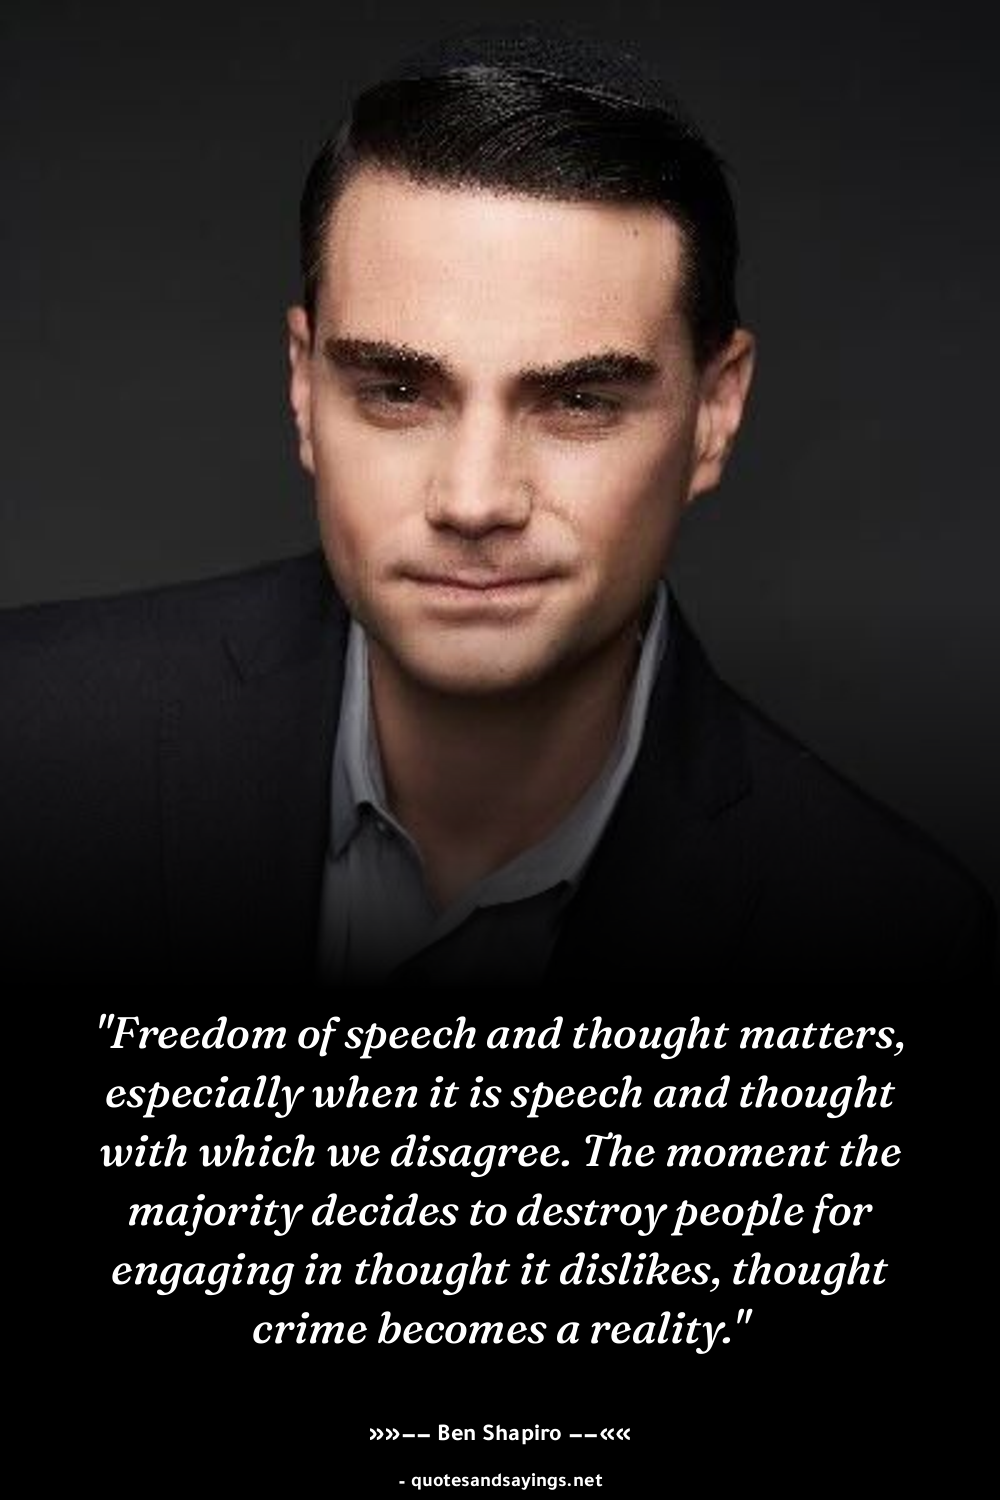 "Freedom of speech and thought matters,
especially when it is speech and thought
with which we disagree. The moment the
majority decides to destroy people for
engaging in thought it dislikes, thought
crime becomes a reality."
»»–– Ben Shapiro ––««
- quotesandsayings.net